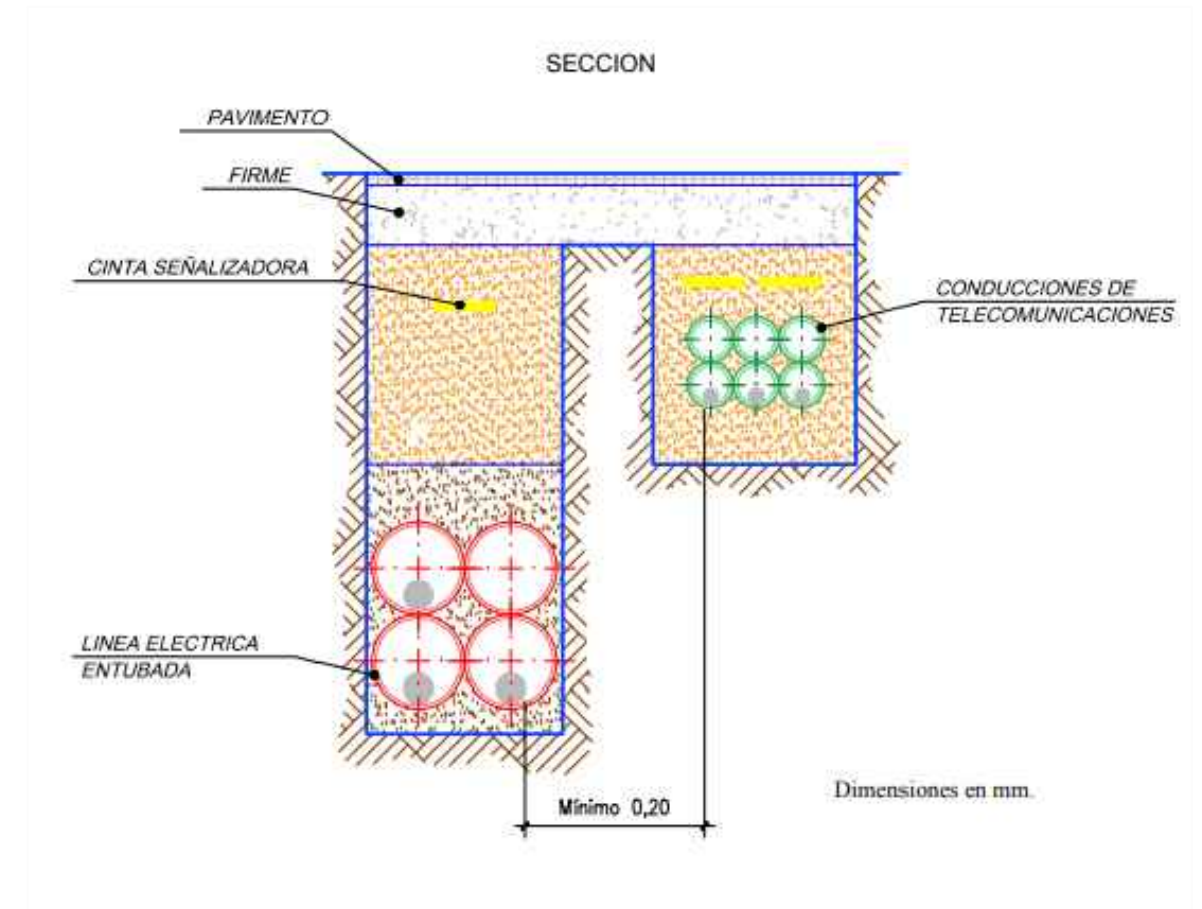 SECCION
PAVIMENTO
FIRME
CINTA SEÑALIZADORA
CONDUCCIONES DE
TELECOMUNICACIONES
LINEA ELECTRICA
ENTUBADA
Dimensiones en mm.
Mínimo 0,20